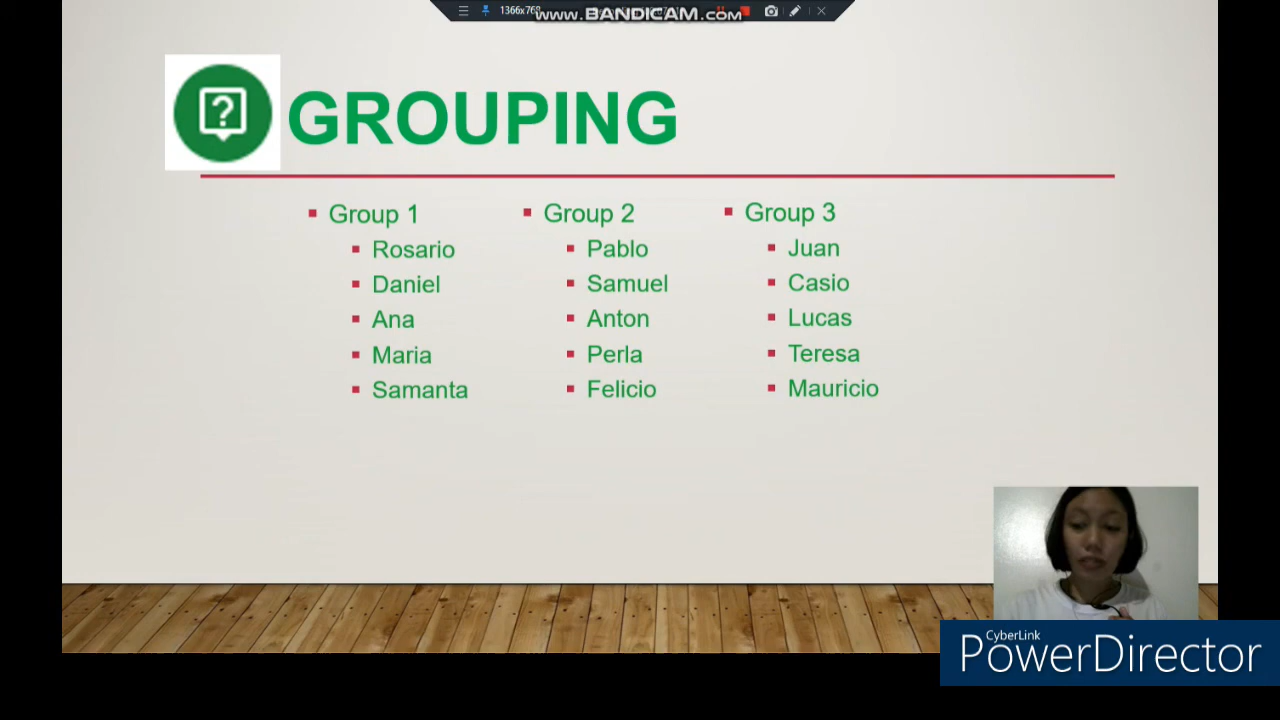 1366x768
www.BANDICAM.com
?
GROUPING
Group 1
Rosario
Daniel
Ana
Maria
Samanta
Group 2
Pablo
Samuel
Anton
Perla
Felicio
Group 3
Juan
Casio
Lucas
Teresa
Mauricio
CyberLink
PowerDirector